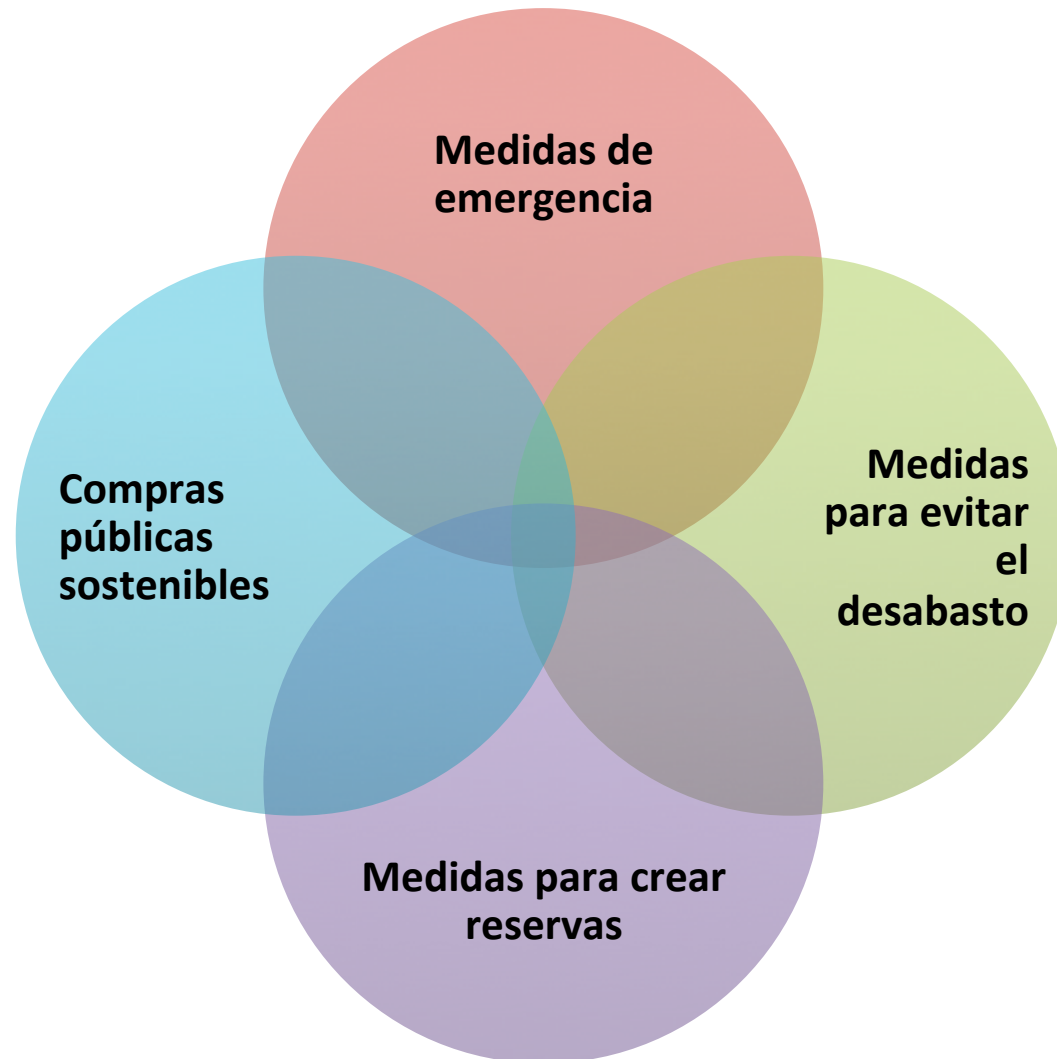 Medidas de
emergencia
Compras
públicas
sostenibles
Medidas
para evitar
el
desabasto
Medidas para crear
reservas